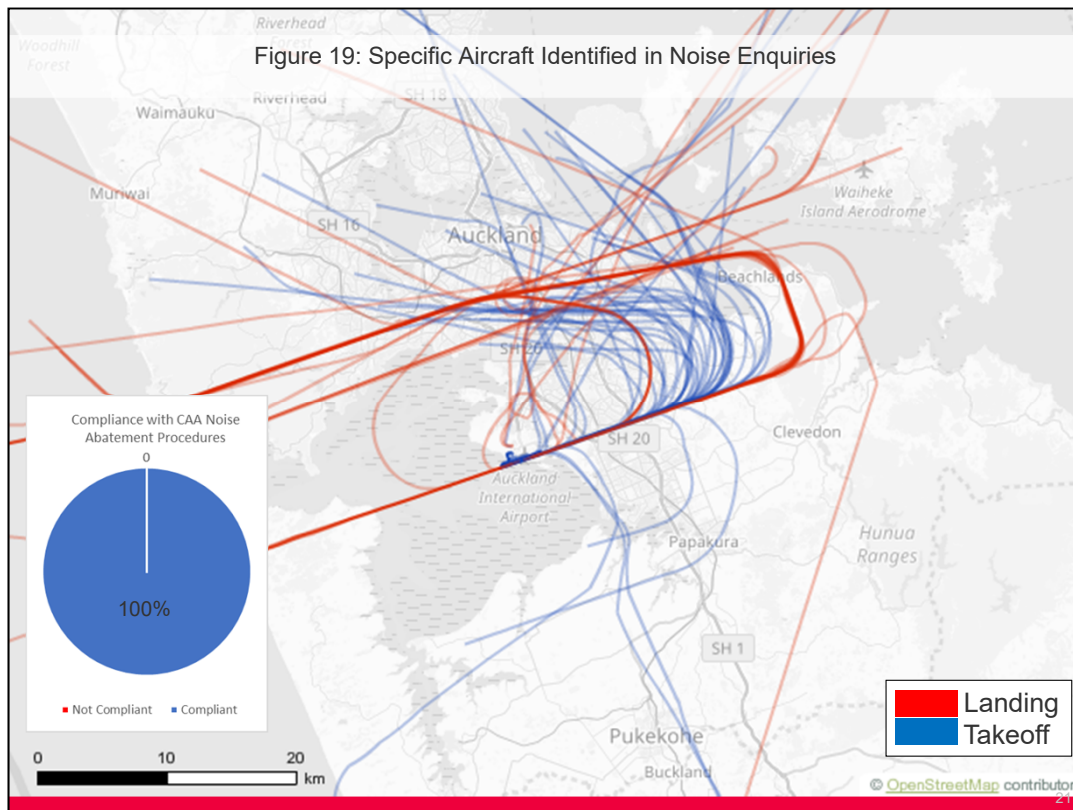 Riverhead
Forest
Woodhill
Forest
Figure 19: Specific Aircraft Identified in Noise Enquiries
Riverhead
SH 18
Waimauku
Muriwai
Waiheke
Island Aerodrome
SH 16
Auckland
Beachlands
SH 20
Clevedon
SH 20
Auckland
International
Airport
Papakura
Hunua
Ranges
SH 1
Pukekohe
Buckland
Compliance with CAA Noise
Abatement Procedures
0
100%
Not Compliant
Compliant
Landing
Takeoff
0 10 20
km
© OpenStreetMap contributor
21